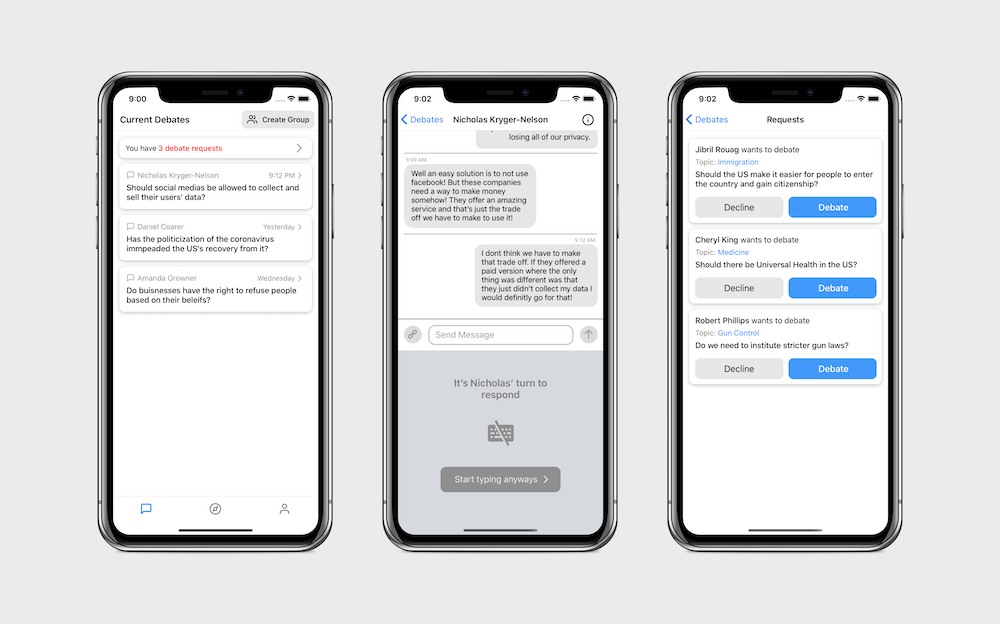 9:00
Current Debates
Create Group
You have 3 debate requests
Nicholas Kryger-Nelson
9:12 PM
Should social medias be allowed to collect and
sell their users' data?
Daniel Coarer
Yesterday
Has the politicization of the coronavirus
immpeaded the US's recovery from it?
Amanda Growner
Wednesday
Do buisnesses have the right to refuse people
based on their beleifs?
9:02
Debates
Nicholas Kryger-Nelson
losing all of our privacy.
9:09 AM
Well an easy solution is to not use
facebook! But these companies
need a way to make money
somehow! They offer an amazing
service and that's just the trade
off we have to make to use it!
9:12 AM
I dont think we have to make
that trade off. If they offered a
paid version where the only
thing was different was that
they just didn't collect my data I
would definitly go for that!
Send Message
It's Nicholas' turn to
respond
Start typing anyways
9:02
Debates
Requests
Jibril Rouag wants to debate
Topic: Immigration
Should the US make it easier for people to enter
the country and gain citizenship?
Decline
Debate
Cheryl King wants to debate
Topic: Medicine
Should there be Universal Health in the US?
Decline
Debate
Robert Phillips wants to debate
Topic: Gun Control
Do we need to institute stricter gun laws?
Decline
Debate